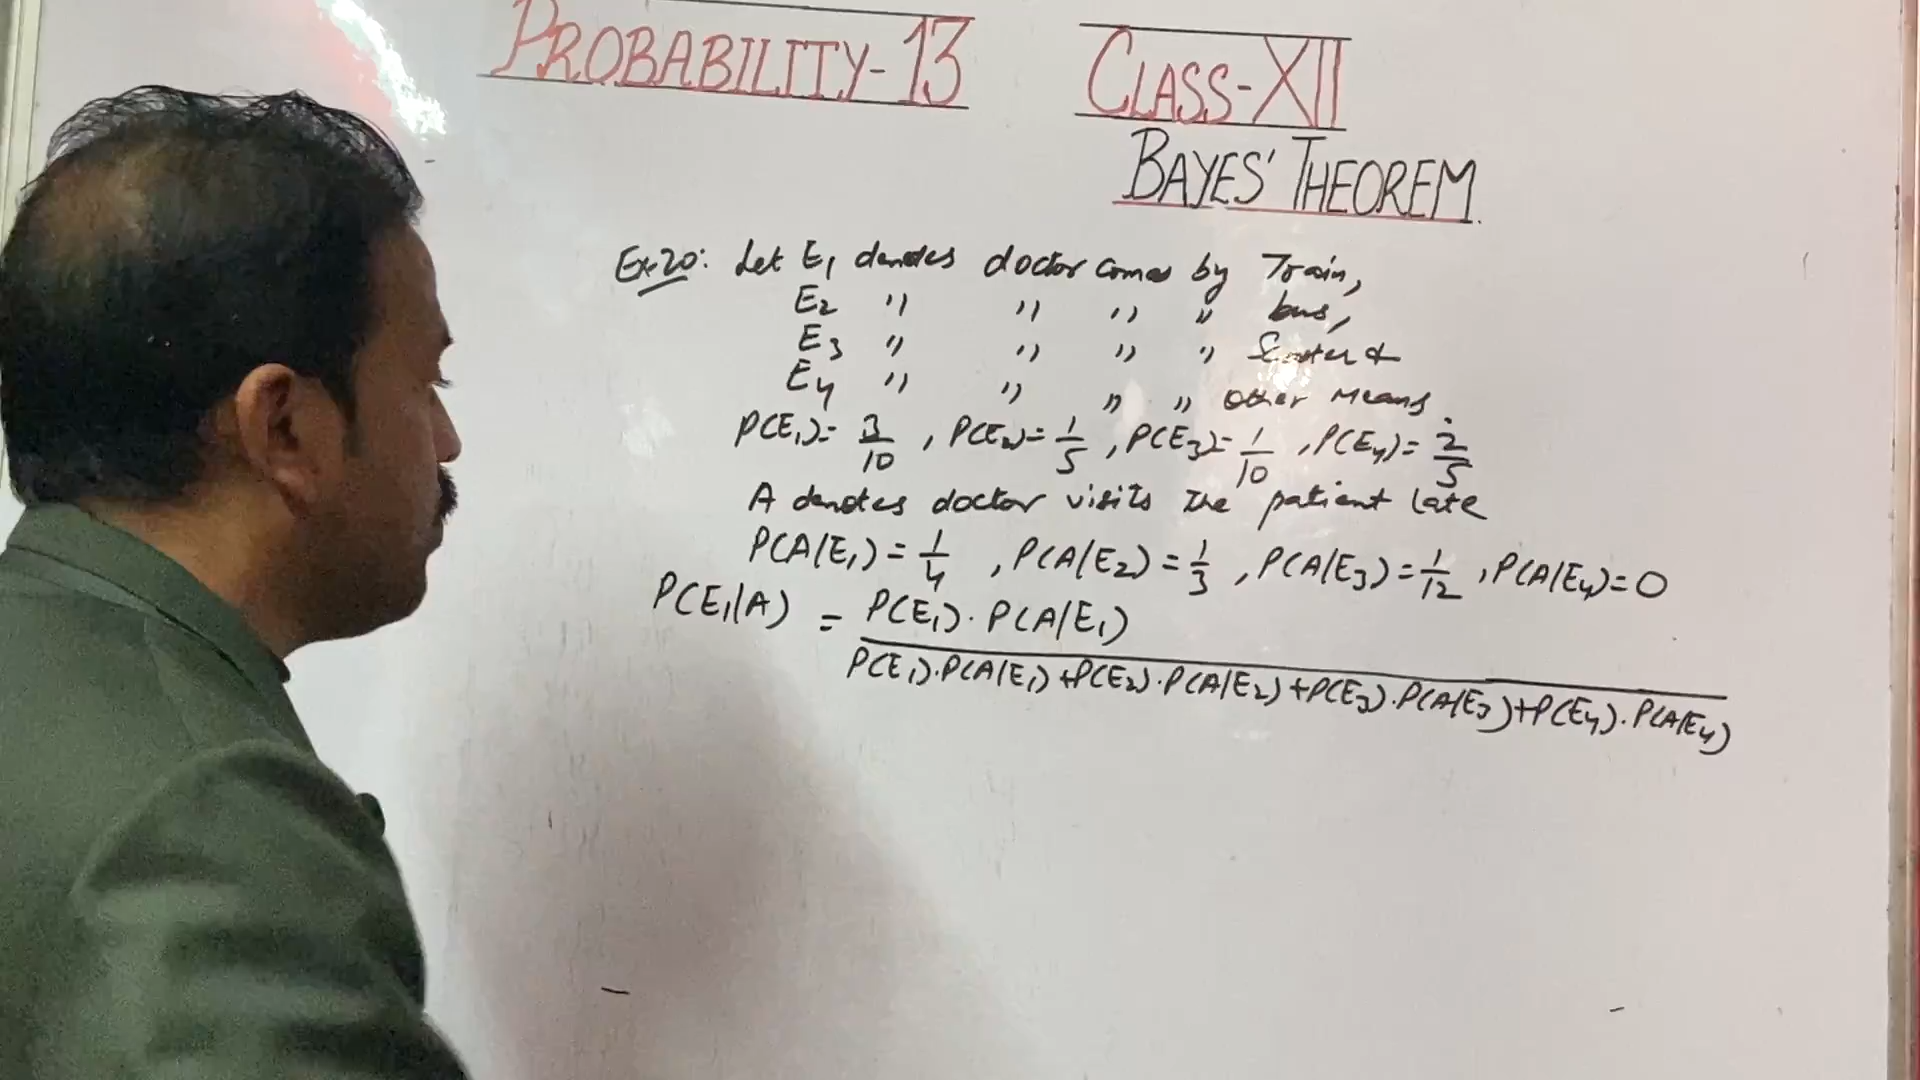 PROBABILITY-13 CLASS-XII
BAYES' THEOREM.
Ex.20: Let E1 denotes doctor comes by Train,
E2 '' '' '' '' bus,
E3 '' '' '' '' Scooter &
E4 '' '' '' '' Other Means.
P(E1)= 3/10 , P(E2)= 1/5 , P(E3)= 1/10 , P(E4)= 2/5
A denotes doctor visits the patient late
P(A/E1) = 1/4 , P(A/E2) = 1/3 , P(A/E3) = 1/12 , P(A/E4)= 0
P(E1/A) = P(E1) . P(A/E1)
P(E1).P(A/E1)+P(E2).P(A/E2)+P(E3).P(A/E3)+P(E4).P(A/E4)